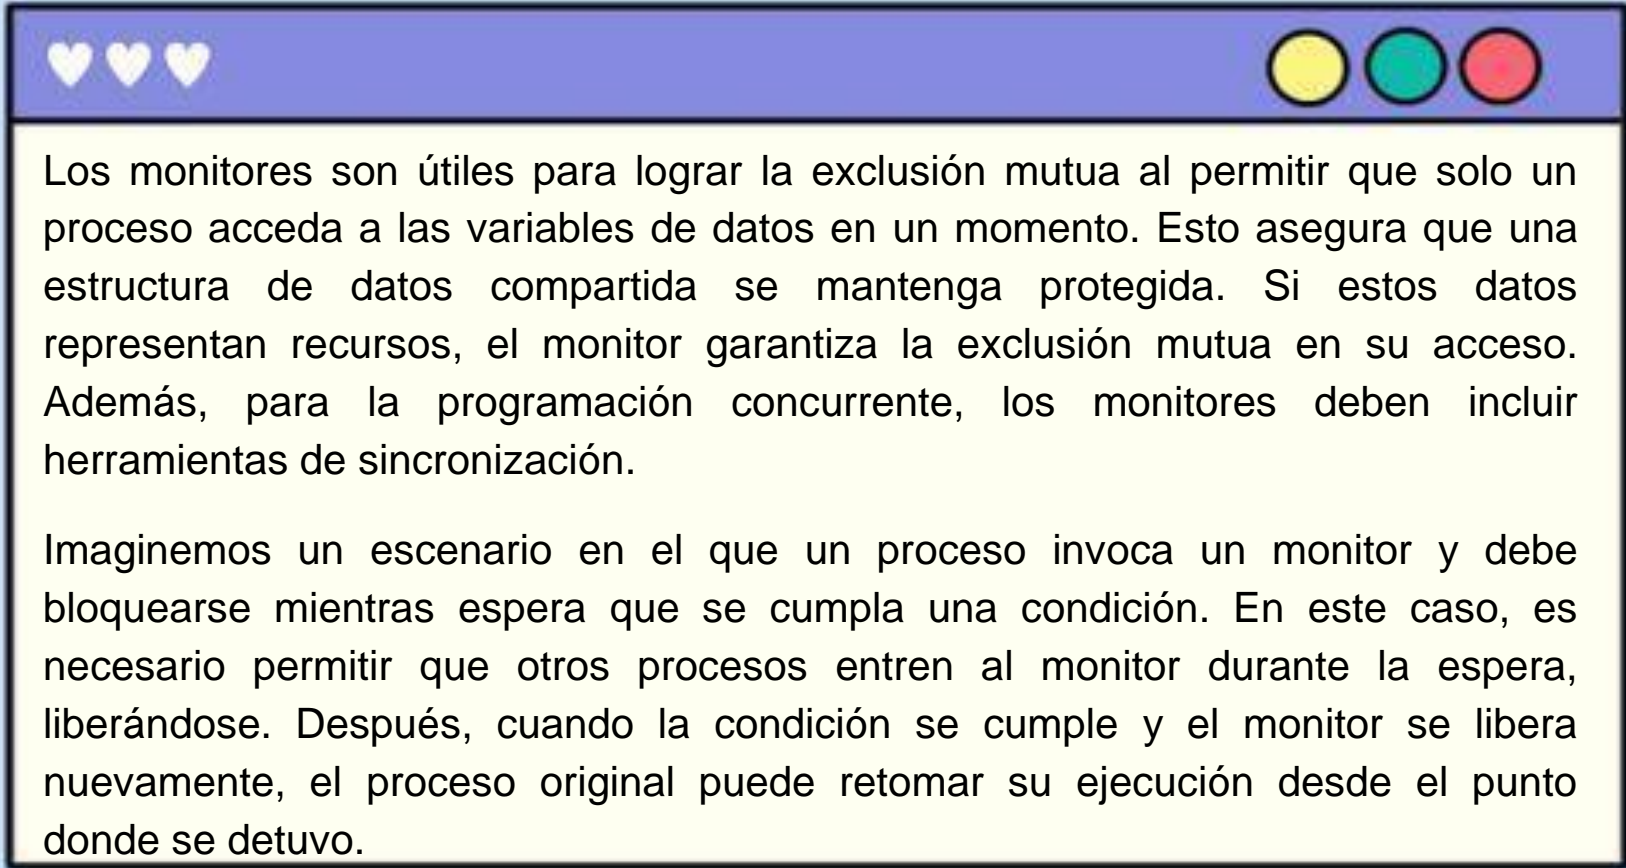 Los monitores son útiles para lograr la exclusión mutua al permitir que solo un
proceso acceda a las variables de datos en un momento. Esto asegura que una
estructura de datos compartida se mantenga protegida. Si estos datos
representan recursos, el monitor garantiza la exclusión mutua en su acceso.
Además, para la programación concurrente, los monitores deben incluir
herramientas de sincronización.
Imaginemos un escenario en el que un proceso invoca un monitor y debe
bloquearse mientras espera que se cumpla una condición. En este caso, es
necesario permitir que otros procesos entren al monitor durante la espera,
liberándose. Después, cuando la condición se cumple y el monitor se libera
nuevamente, el proceso original puede retomar su ejecución desde el punto
donde se detuvo.